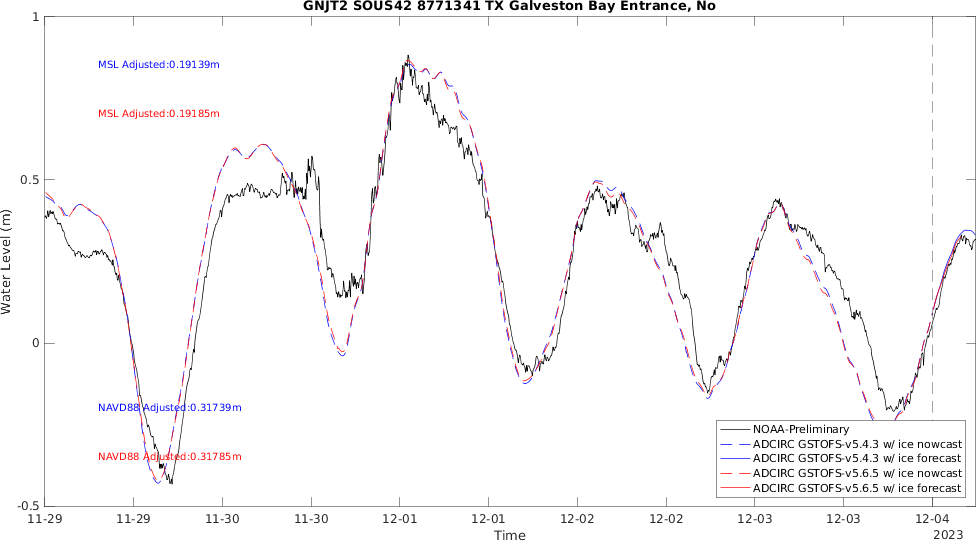 GNJT2 SOUS42 8771341 TX Galveston Bay Entrance, No
1
MSL Adjusted:0.19139m
MSL Adjusted:0.19185m
0.5
Water Level (m)
0
NAVD88 Adjusted:0.31739m
NAVD88 Adjusted:0.31785m
NOAA-Preliminary
ADCIRC GSTOFS-v5.4.3 w/ ice nowcast
ADCIRC GSTOFS-v5.4.3 w/ ice forecast
ADCIRC GSTOFS-v5.6.5 w/ ice nowcast
ADCIRC GSTOFS-v5.6.5 w/ ice forecast
-0.5
11-29 11-29 11-30 11-30 12-01 12-01 12-02 12-02 12-03 12-03 12-04
Time
2023